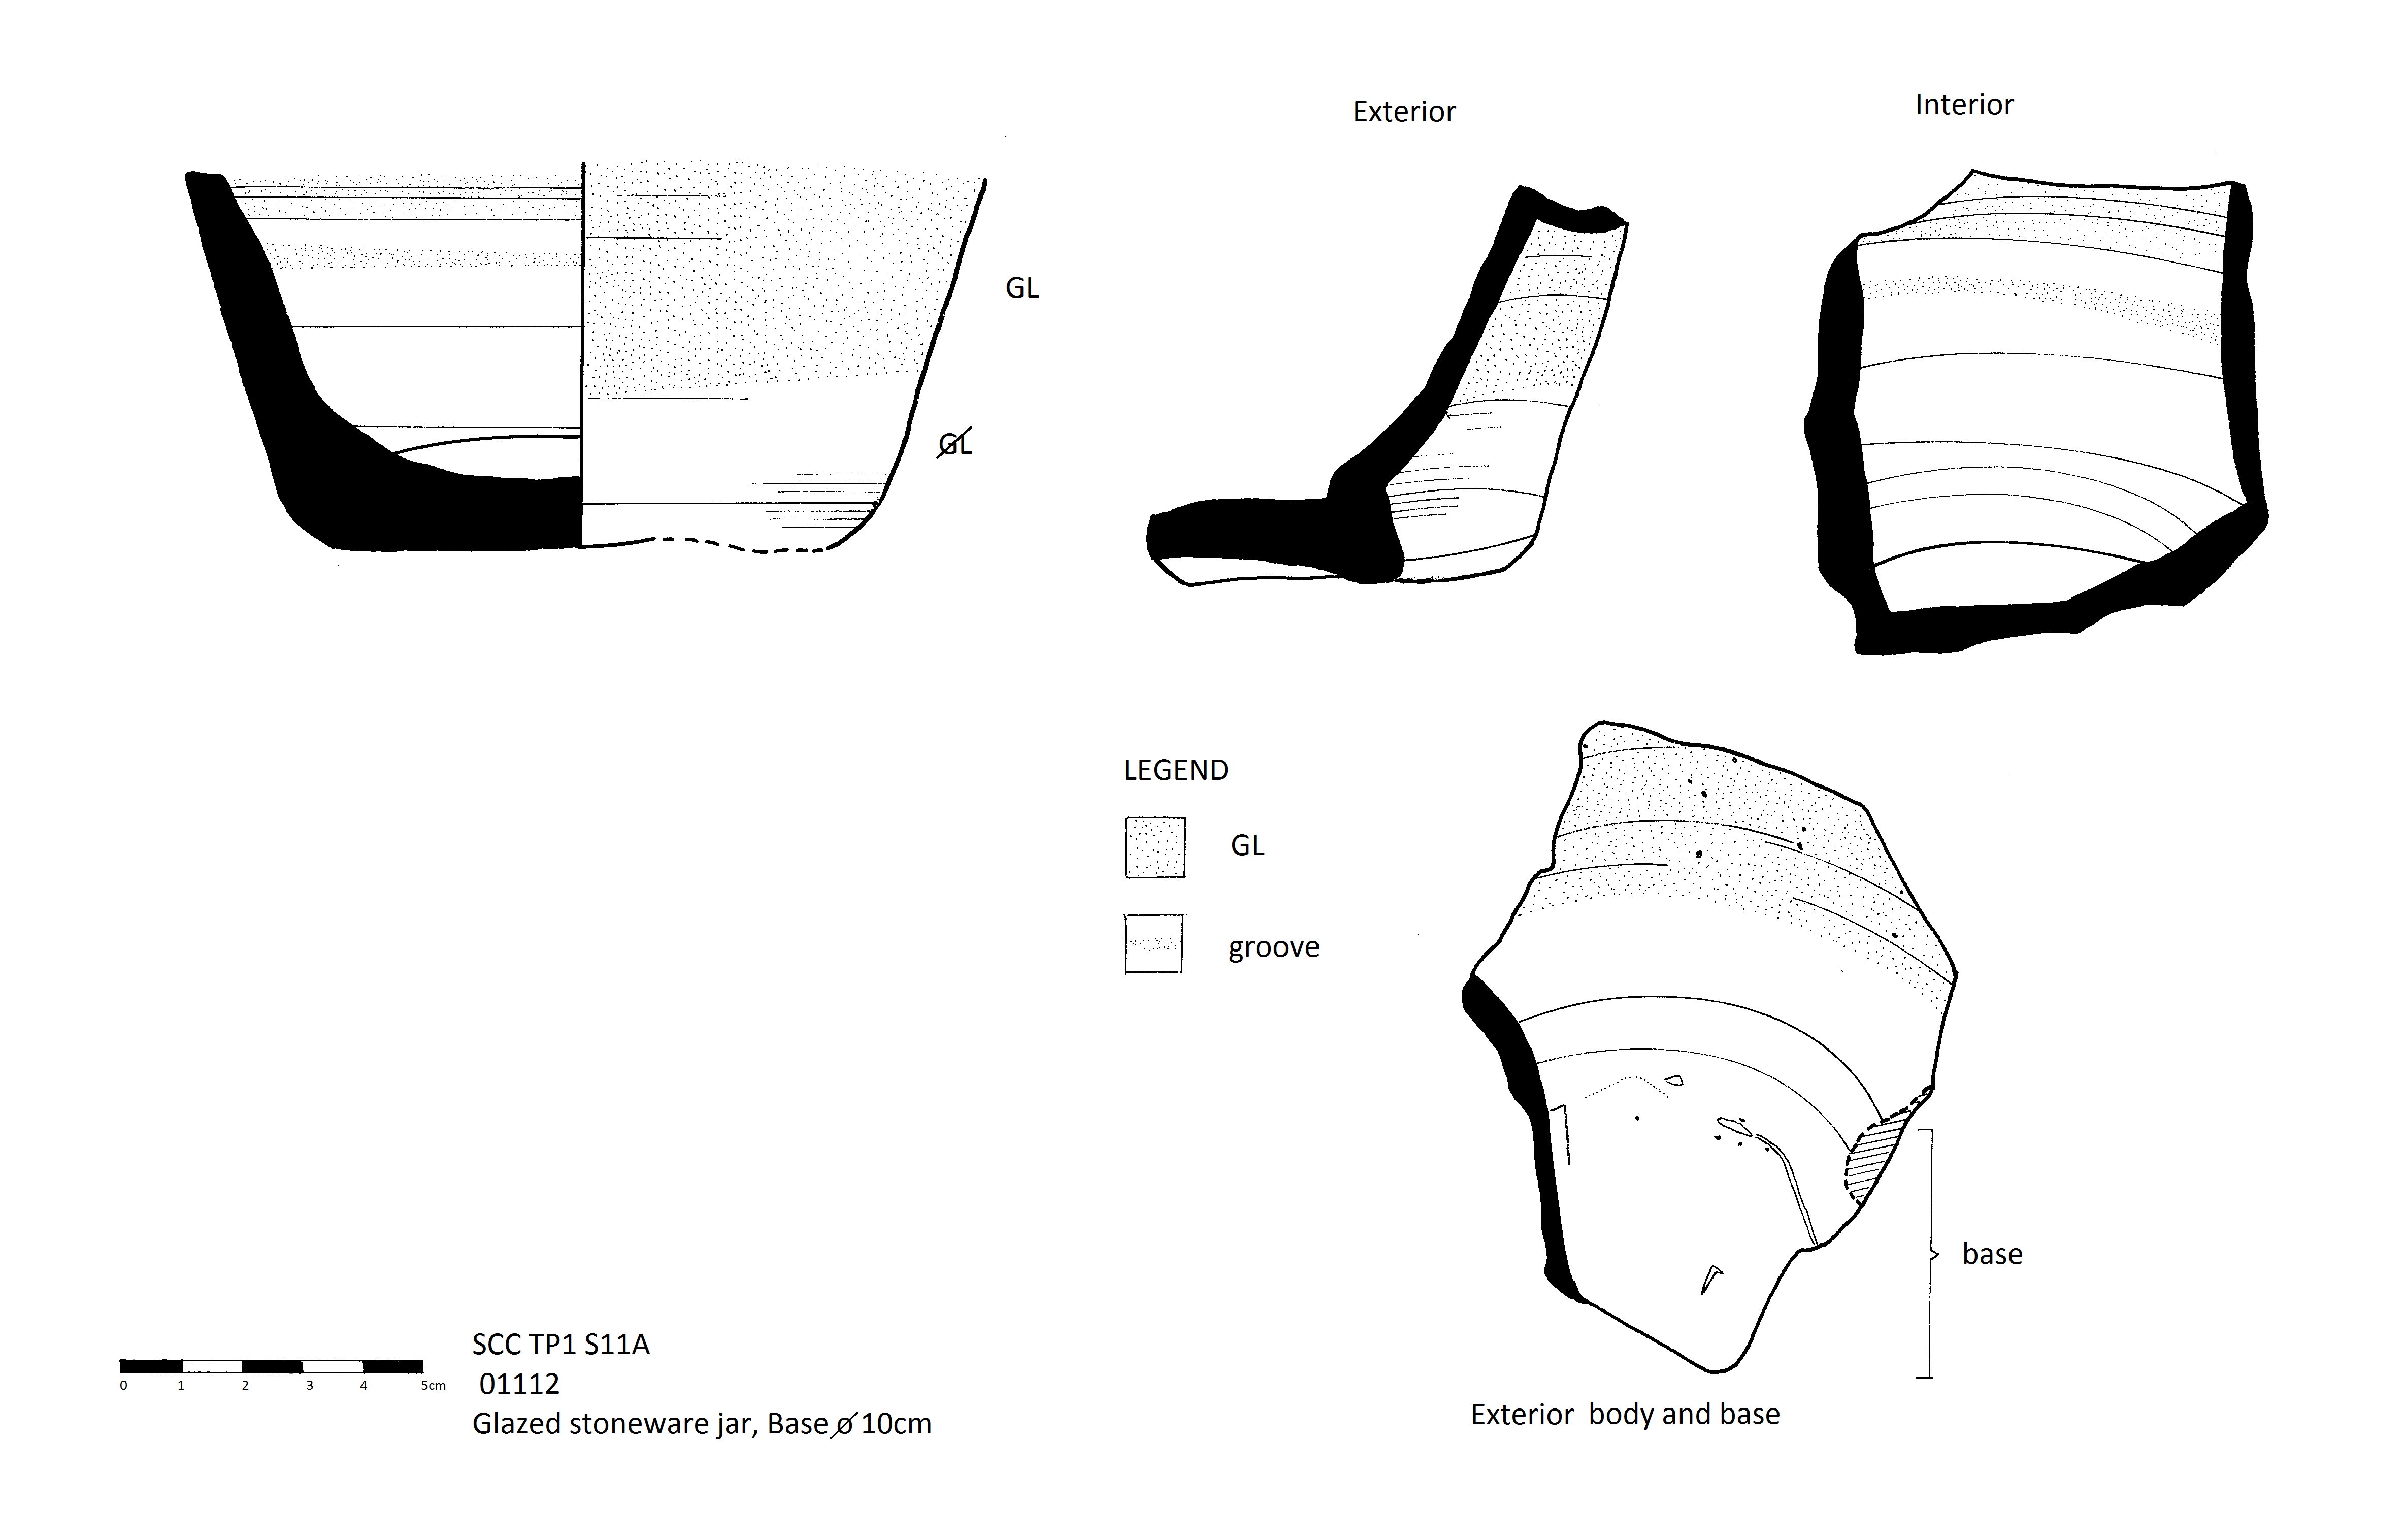 Exterior
Interior
GL
GL
LEGEND
GL
groove
base
Exterior body and base
0 1 2 3 4 5cm
SCC TP1 S11A
01112
Glazed stoneware jar, Base ø 10cm